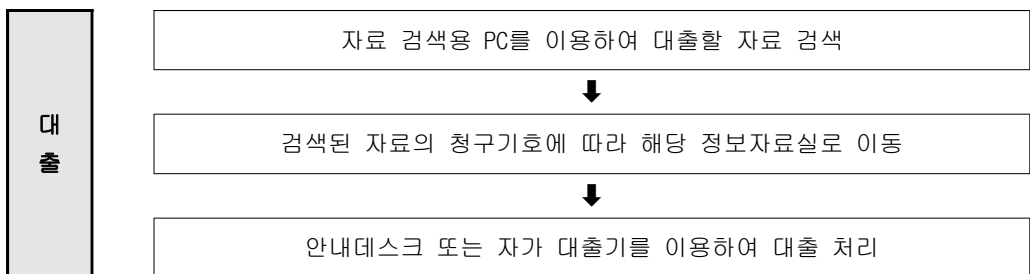 대
출
자료 검색용 PC를 이용하여 대출할 자료 검색
검색된 자료의 청구기호에 따라 해당 정보자료실로 이동
안내데스크 또는 자가 대출기를 이용하여 대출 처리